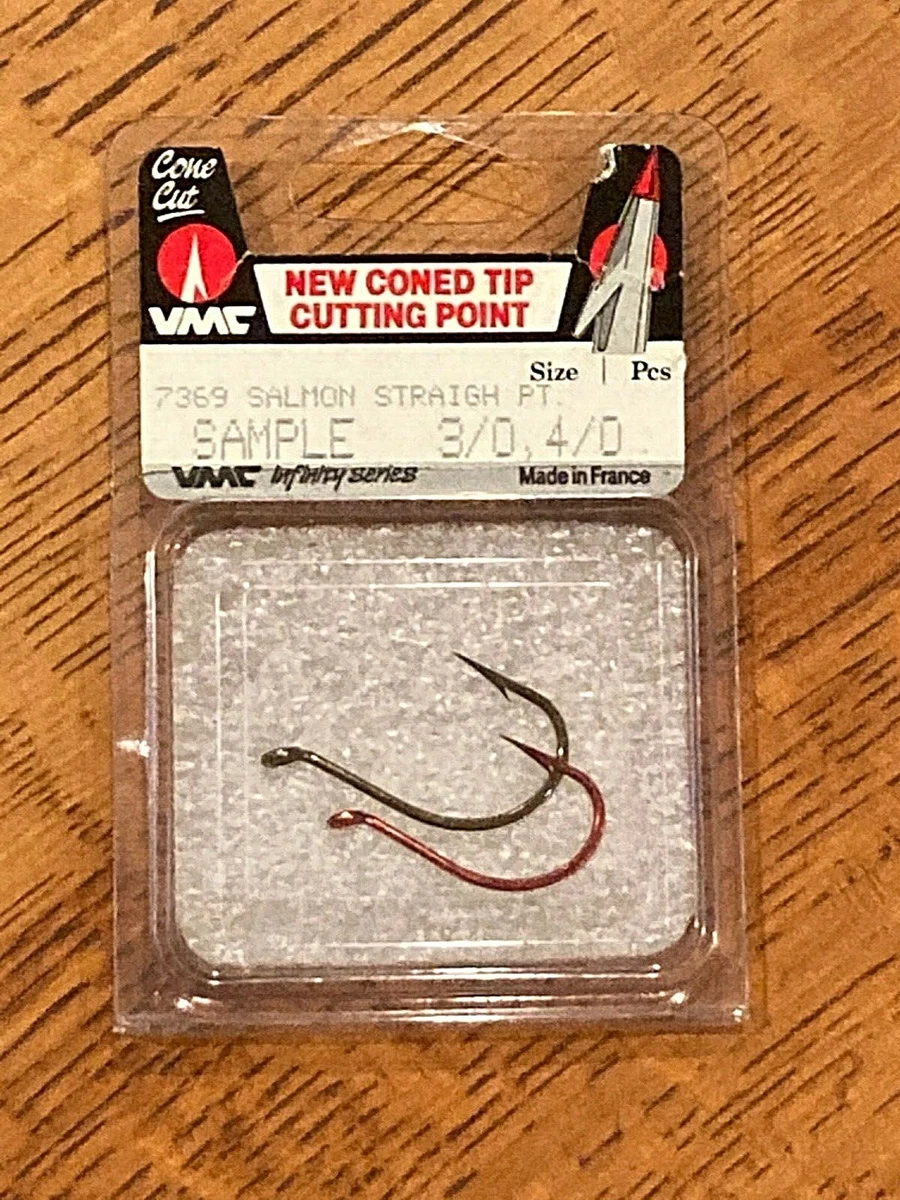 Cone
Cut
VMC
NEW CONED TIP
CUTTING POINT
Size | Pcs
7369 SALMON STRAIGH PT.
SAMPLE 3/0,4/0
VMC infinity series Made in France